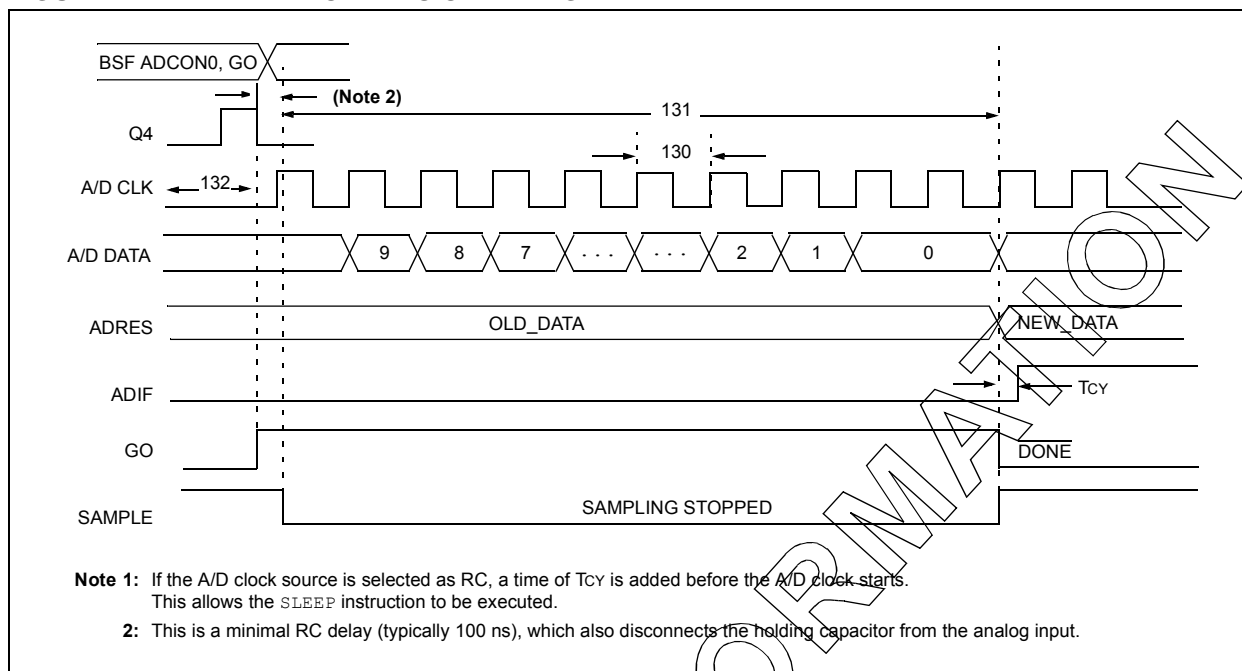 BSF ADCON0, GO
(Note 2)
131
Q4
130
A/D CLK
132
A/D DATA
9 8 7 . . . . . . 2 1 0
ADRES
OLD_DATA
NEW_DATA
ADIF
TCY
GO
DONE
SAMPLE
SAMPLING STOPPED
Note 1: If the A/D clock source is selected as RC, a time of TCY is added before the A/D clock starts.
This allows the SLEEP instruction to be executed.
2: This is a minimal RC delay (typically 100 ns), which also disconnects the holding capacitor from the analog input.
ORMATION